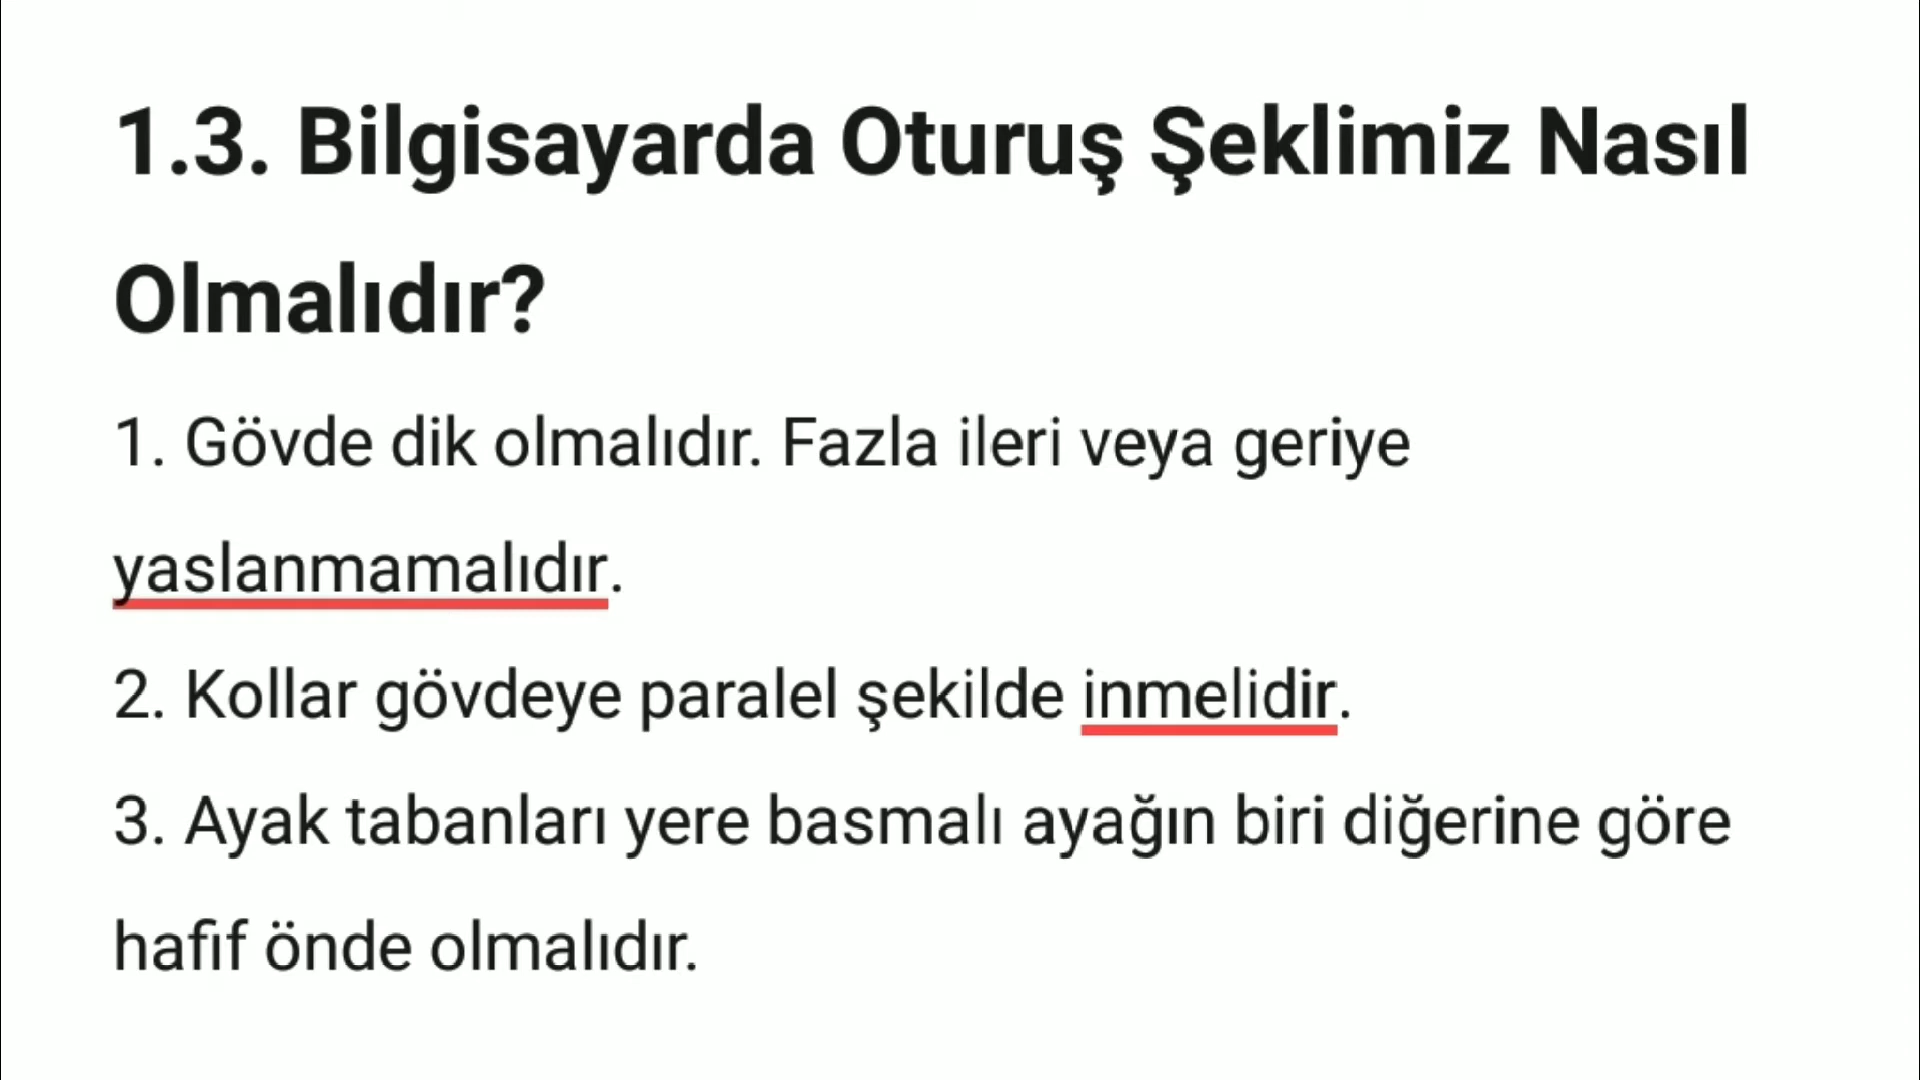 1.3. Bilgisayarda Oturuş Şeklimiz Nasıl
Olmalıdır?
1. Gövde dik olmalıdır. Fazla ileri veya geriye
yaslanmamalıdır.
2. Kollar gövdeye paralel şekilde inmelidir.
3. Ayak tabanları yere basmalı ayağın biri diğerine göre
hafif önde olmalıdır.